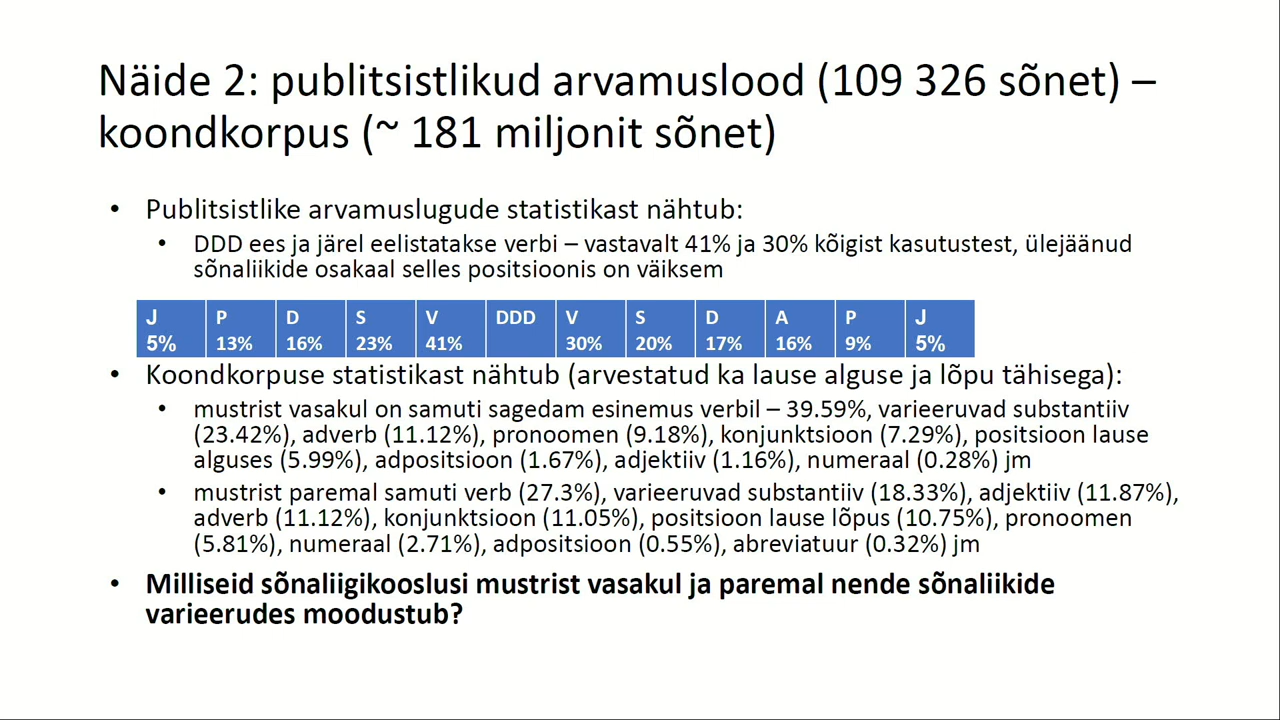 Näide 2: publitsistlikud arvamuslood (109 326 sõnet) –
koondkorpus (~ 181 miljonit sõnet)
• Publitsistlike arvamuslugude statistikast nähtub:
• DDD ees ja järel eelistatakse verbi – vastavalt 41% ja 30% kõigist kasutustest, ülejäänud
sõnaliikide osakaal selles positsioonis on väiksem
J P D S V DDD V S D A P J
5% 13% 16% 23% 41% 30% 20% 17% 16% 9% 5%
• Koondkorpuse statistikast nähtub (arvestatud ka lause alguse ja lõpu tähisega):
• mustrist vasakul on samuti sagedam esinemus verbil – 39.59%, varieeruvad substantiiv
(23.42%), adverb (11.12%), pronoomen (9.18%), konjunktsioon (7.29%), positsioon lause
alguses (5.99%), adpositsioon (1.67%), adjektiiv (1.16%), numeraal (0.28%) jm
• mustrist paremal samuti verb (27.3%), varieeruvad substantiiv (18.33%), adjektiiv (11.87%),
adverb (11.12%), konjunktsioon (11.05%), positsioon lause lõpus (10.75%), pronoomen
(5.81%), numeraal (2.71%), adpositsioon (0.55%), abreviatuur (0.32%) jm
• Milliseid sõnaliigikooslusi mustrist vasakul ja paremal nende sõnaliikide
varieerudes moodustub?